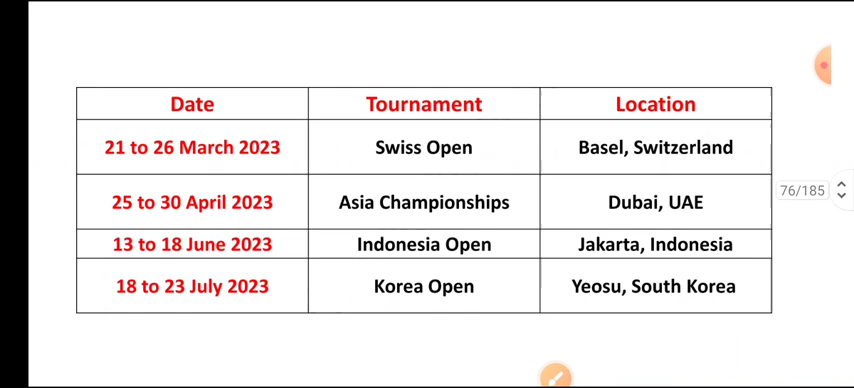 Date Tournament Location
21 to 26 March 2023 Swiss Open Basel, Switzerland
25 to 30 April 2023 Asia Championships Dubai, UAE
13 to 18 June 2023 Indonesia Open Jakarta, Indonesia
18 to 23 July 2023 Korea Open Yeosu, South Korea
76/185